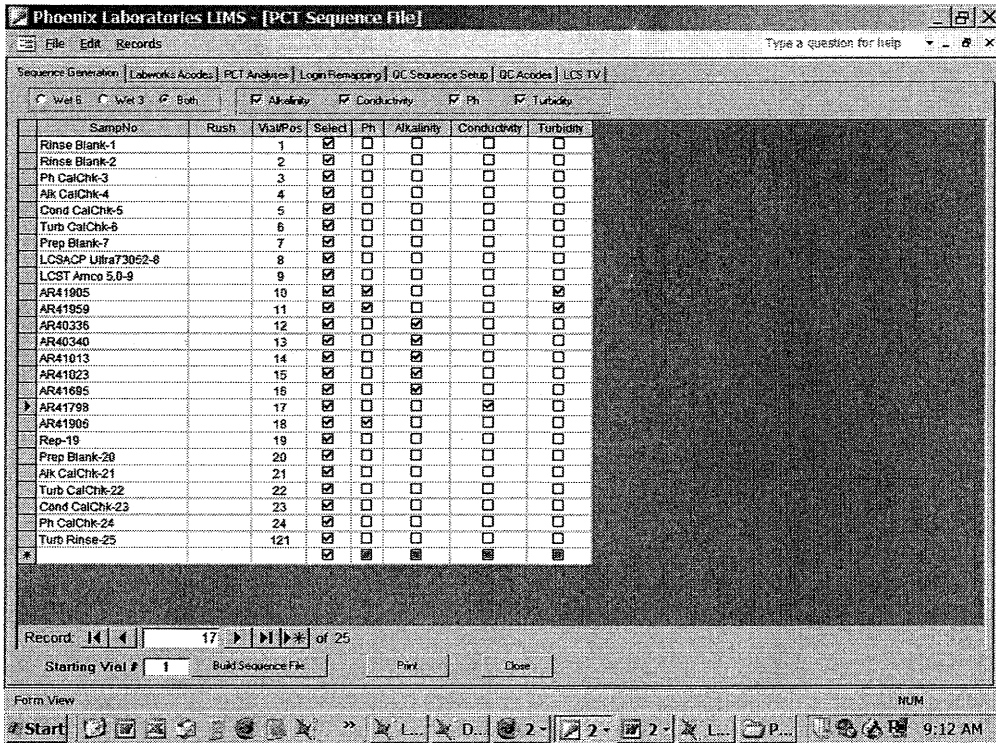 Phoenix Laboratories LIMS - [PCT Sequence File]
File Edit Records Type a question for help
Sequence Generation Labworks Acodes PCT Analyses Login Remapping QC Sequence Setup QC Acodes LCS TV
Wet 6 Wet 3 Both Alkalinity Conductivity Ph Turbidity
SampNo Rush Vial/Pos Select Ph Alkalinity Conductivity Turbidity
Rinse Blank-1 1
Rinse Blank-2 2
Ph CalChk-3 3
Alk CalChk-4 4
Cond CalChk-5 5
Turb CalChk-6 6
Prep Blank-7 7
LCSACP Ultra73052-8 8
LCST Amco 5.0-9 9
AR41905 10
AR41959 11
AR40336 12
AR40340 13
AR41013 14
AR41023 15
AR41695 16
AR41798 17
AR41906 18
Rep-19 19
Prep Blank-20 20
Alk CalChk-21 21
Turb CalChk-22 22
Cond CalChk-23 23
Ph CalChk-24 24
Turb Rinse-25 121
Record: 17 of 25
Starting Vial # 1 Build Sequence File Print Close
Form View NUM
Start L... D... 2 - 2 - 2 - L... P... 9:12 AM